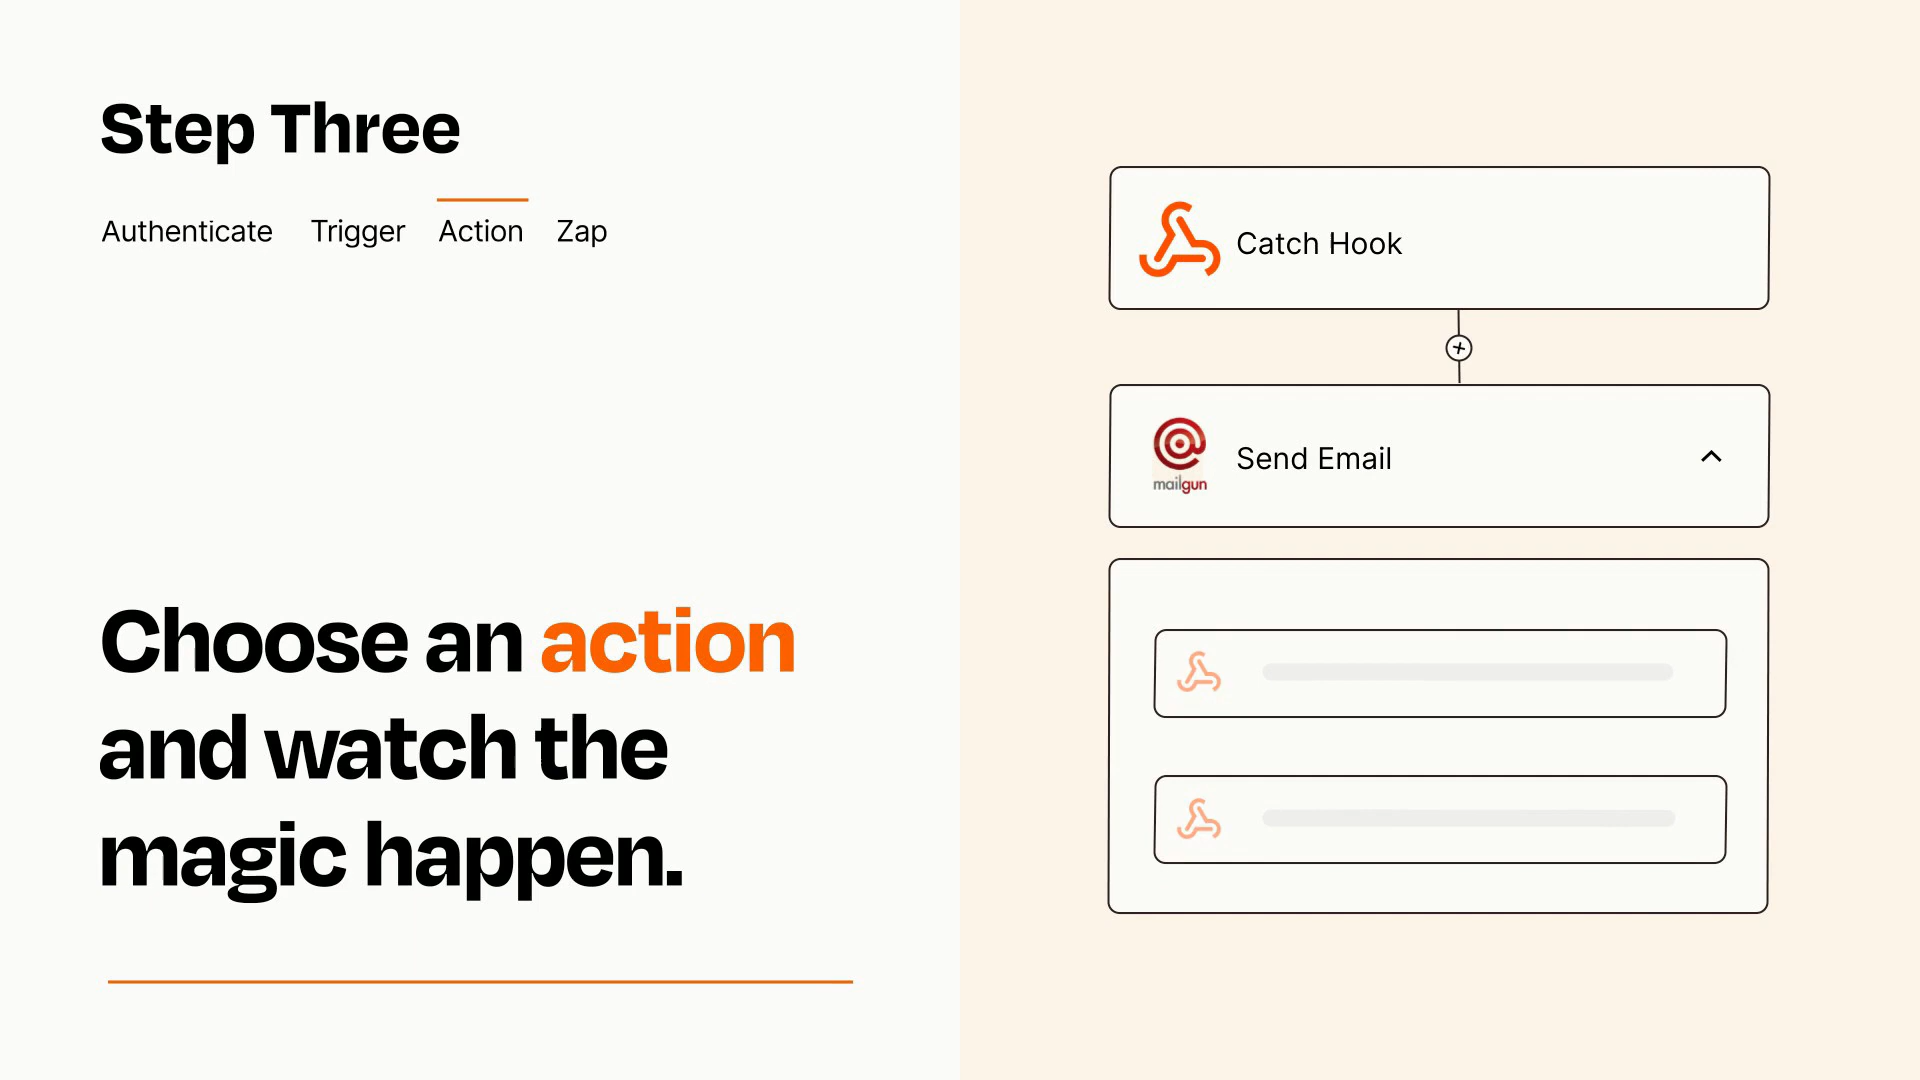 Step Three
Authenticate Trigger Action Zap
Choose an action
and watch the
magic happen.
Catch Hook
mailgun
Send Email